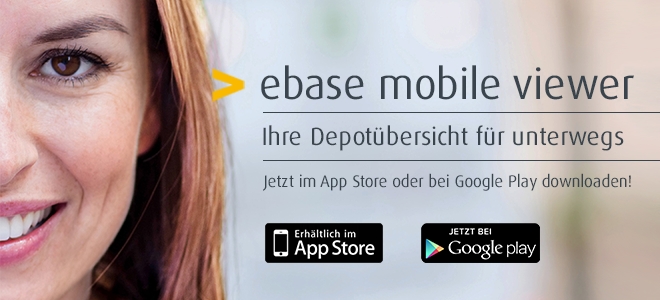 > ebase mobile viewer
Ihre Depotübersicht für unterwegs
Jetzt im App Store oder bei Google Play downloaden!
Erhältlich im
App Store
JETZT BEI
Google play